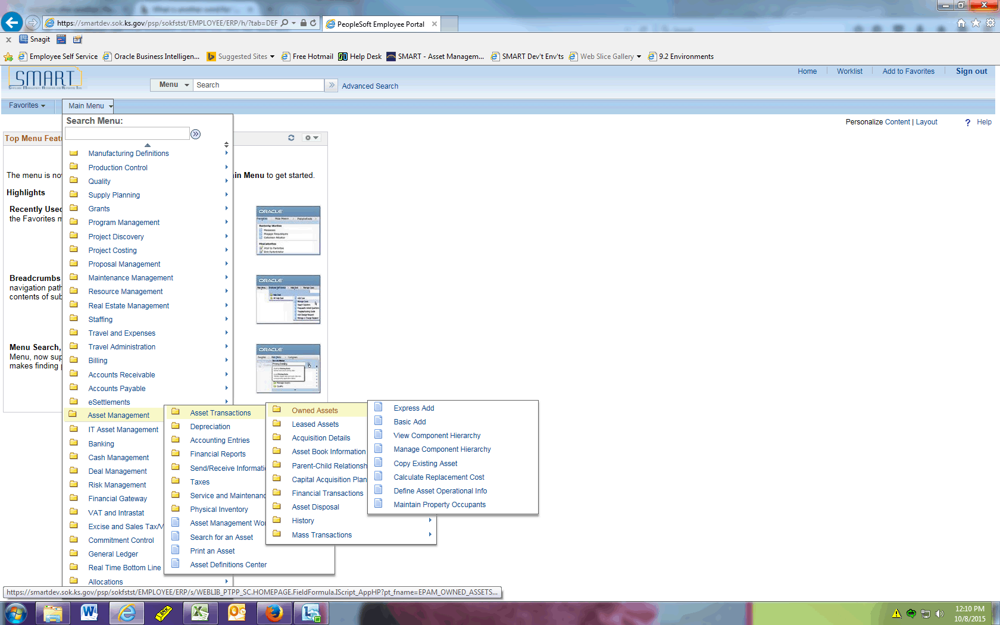 https://smartdev.sok.ks.gov/psp/sokfstst/EMPLOYEE/ERP/h/?tab=DEF
PeopleSoft Employee Portal
Snagit
Employee Self Service
Oracle Business Intelligen...
Suggested Sites
Free Hotmail
Help Desk
SMART - Asset Managem...
SMART Dev't Env'ts
Web Slice Gallery
9.2 Environments
SMART
Menu
Search
Advanced Search
Home
Worklist
Add to Favorites
Sign out
Favorites
Main Menu
Personalize Content | Layout
? Help
Search Menu:
Top Menu Featu
The menu is no
in Menu to get started.
Highlights
Recently Used
the Favorites m
Breadcrumbs
navigation path
contents of sub
Menu Search,
Menu, now sup
makes finding p
ORACLE
ORACLE
ORACLE
Manufacturing Definitions
Production Control
Quality
Supply Planning
Grants
Program Management
Project Discovery
Project Costing
Proposal Management
Maintenance Management
Resource Management
Real Estate Management
Staffing
Travel and Expenses
Travel Administration
Billing
Accounts Receivable
Accounts Payable
eSettlements
Asset Management
IT Asset Management
Banking
Cash Management
Deal Management
Risk Management
Financial Gateway
VAT and Intrastat
Excise and Sales Tax/V
Commitment Control
General Ledger
Real Time Bottom Line
Allocations
Asset Transactions
Depreciation
Accounting Entries
Financial Reports
Send/Receive Informati
Taxes
Service and Maintenanc
Physical Inventory
Asset Management Wor
Search for an Asset
Print an Asset
Asset Definitions Center
Owned Assets
Leased Assets
Acquisition Details
Asset Book Information
Parent-Child Relationsh
Capital Acquisition Plan
Financial Transactions
Asset Disposal
History
Mass Transactions
Express Add
Basic Add
View Component Hierarchy
Manage Component Hierarchy
Copy Existing Asset
Calculate Replacement Cost
Define Asset Operational Info
Maintain Property Occupants
https://smartdev.sok.ks.gov/psp/sokfstst/EMPLOYEE/ERP/s/WEBLIB_PTPP_SC.HOMEPAGE.FieldFormula.IScript_AppHP?pt_fname=EPAM_OWNED_ASSETS...
12:10 PM
10/8/2015